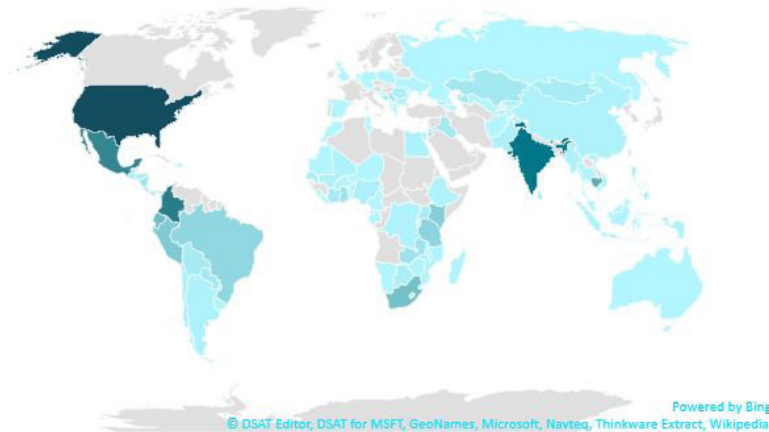 Powered by Bing
© DSAT Editor, DSAT for MSFT, GeoNames, Microsoft, Navteq, Thinkware Extract, Wikipedia